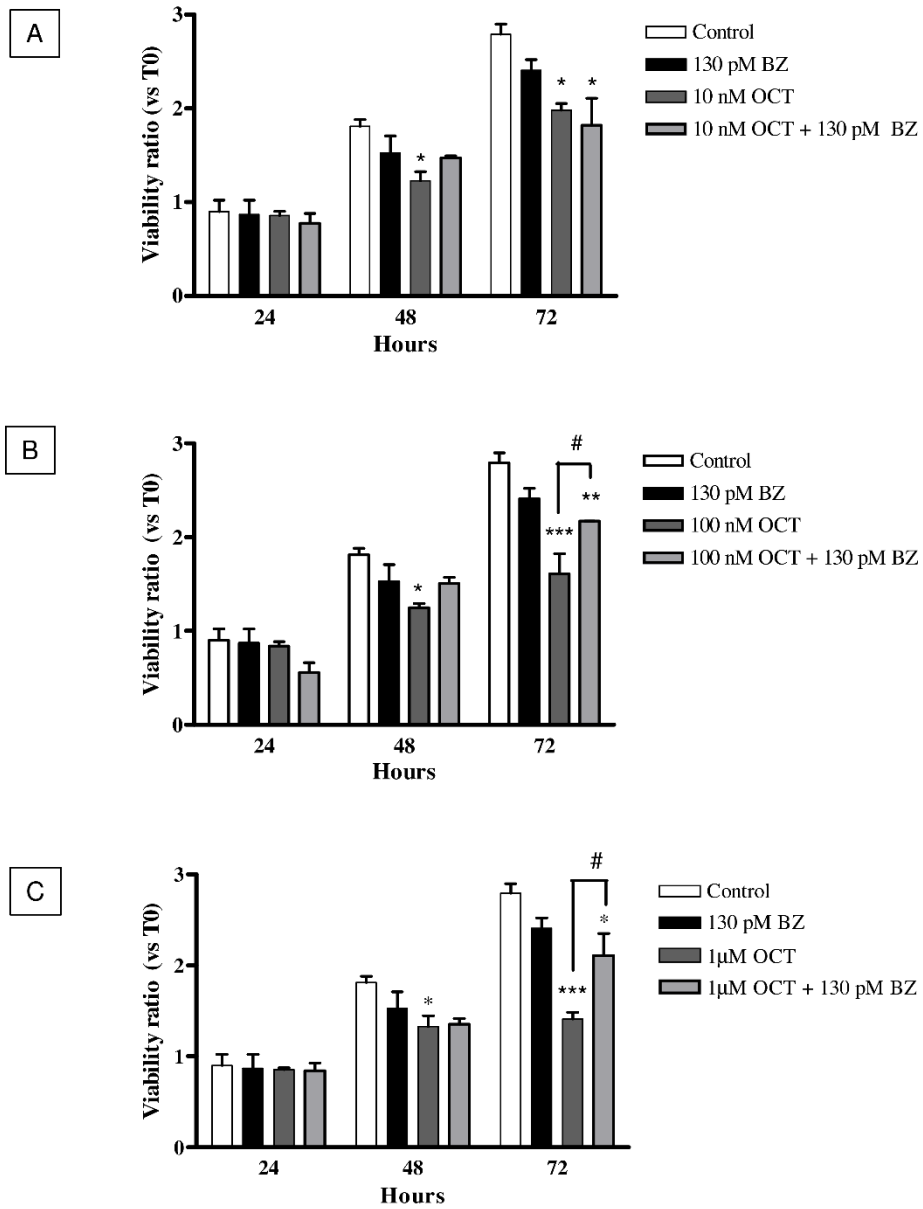 A
Viability ratio (vs T0)
3
2
1
0
*
*
*
24
48
72
Hours
Control
130 pM BZ
10 nM OCT
10 nM OCT + 130 pM BZ
B
Viability ratio (vs T0)
3
2
1
0
*
***
**
#
24
48
72
Hours
Control
130 pM BZ
100 nM OCT
100 nM OCT + 130 pM BZ
C
Viability ratio (vs T0)
3
2
1
0
*
***
*
#
24
48
72
Hours
Control
130 pM BZ
1µM OCT
1µM OCT + 130 pM BZ